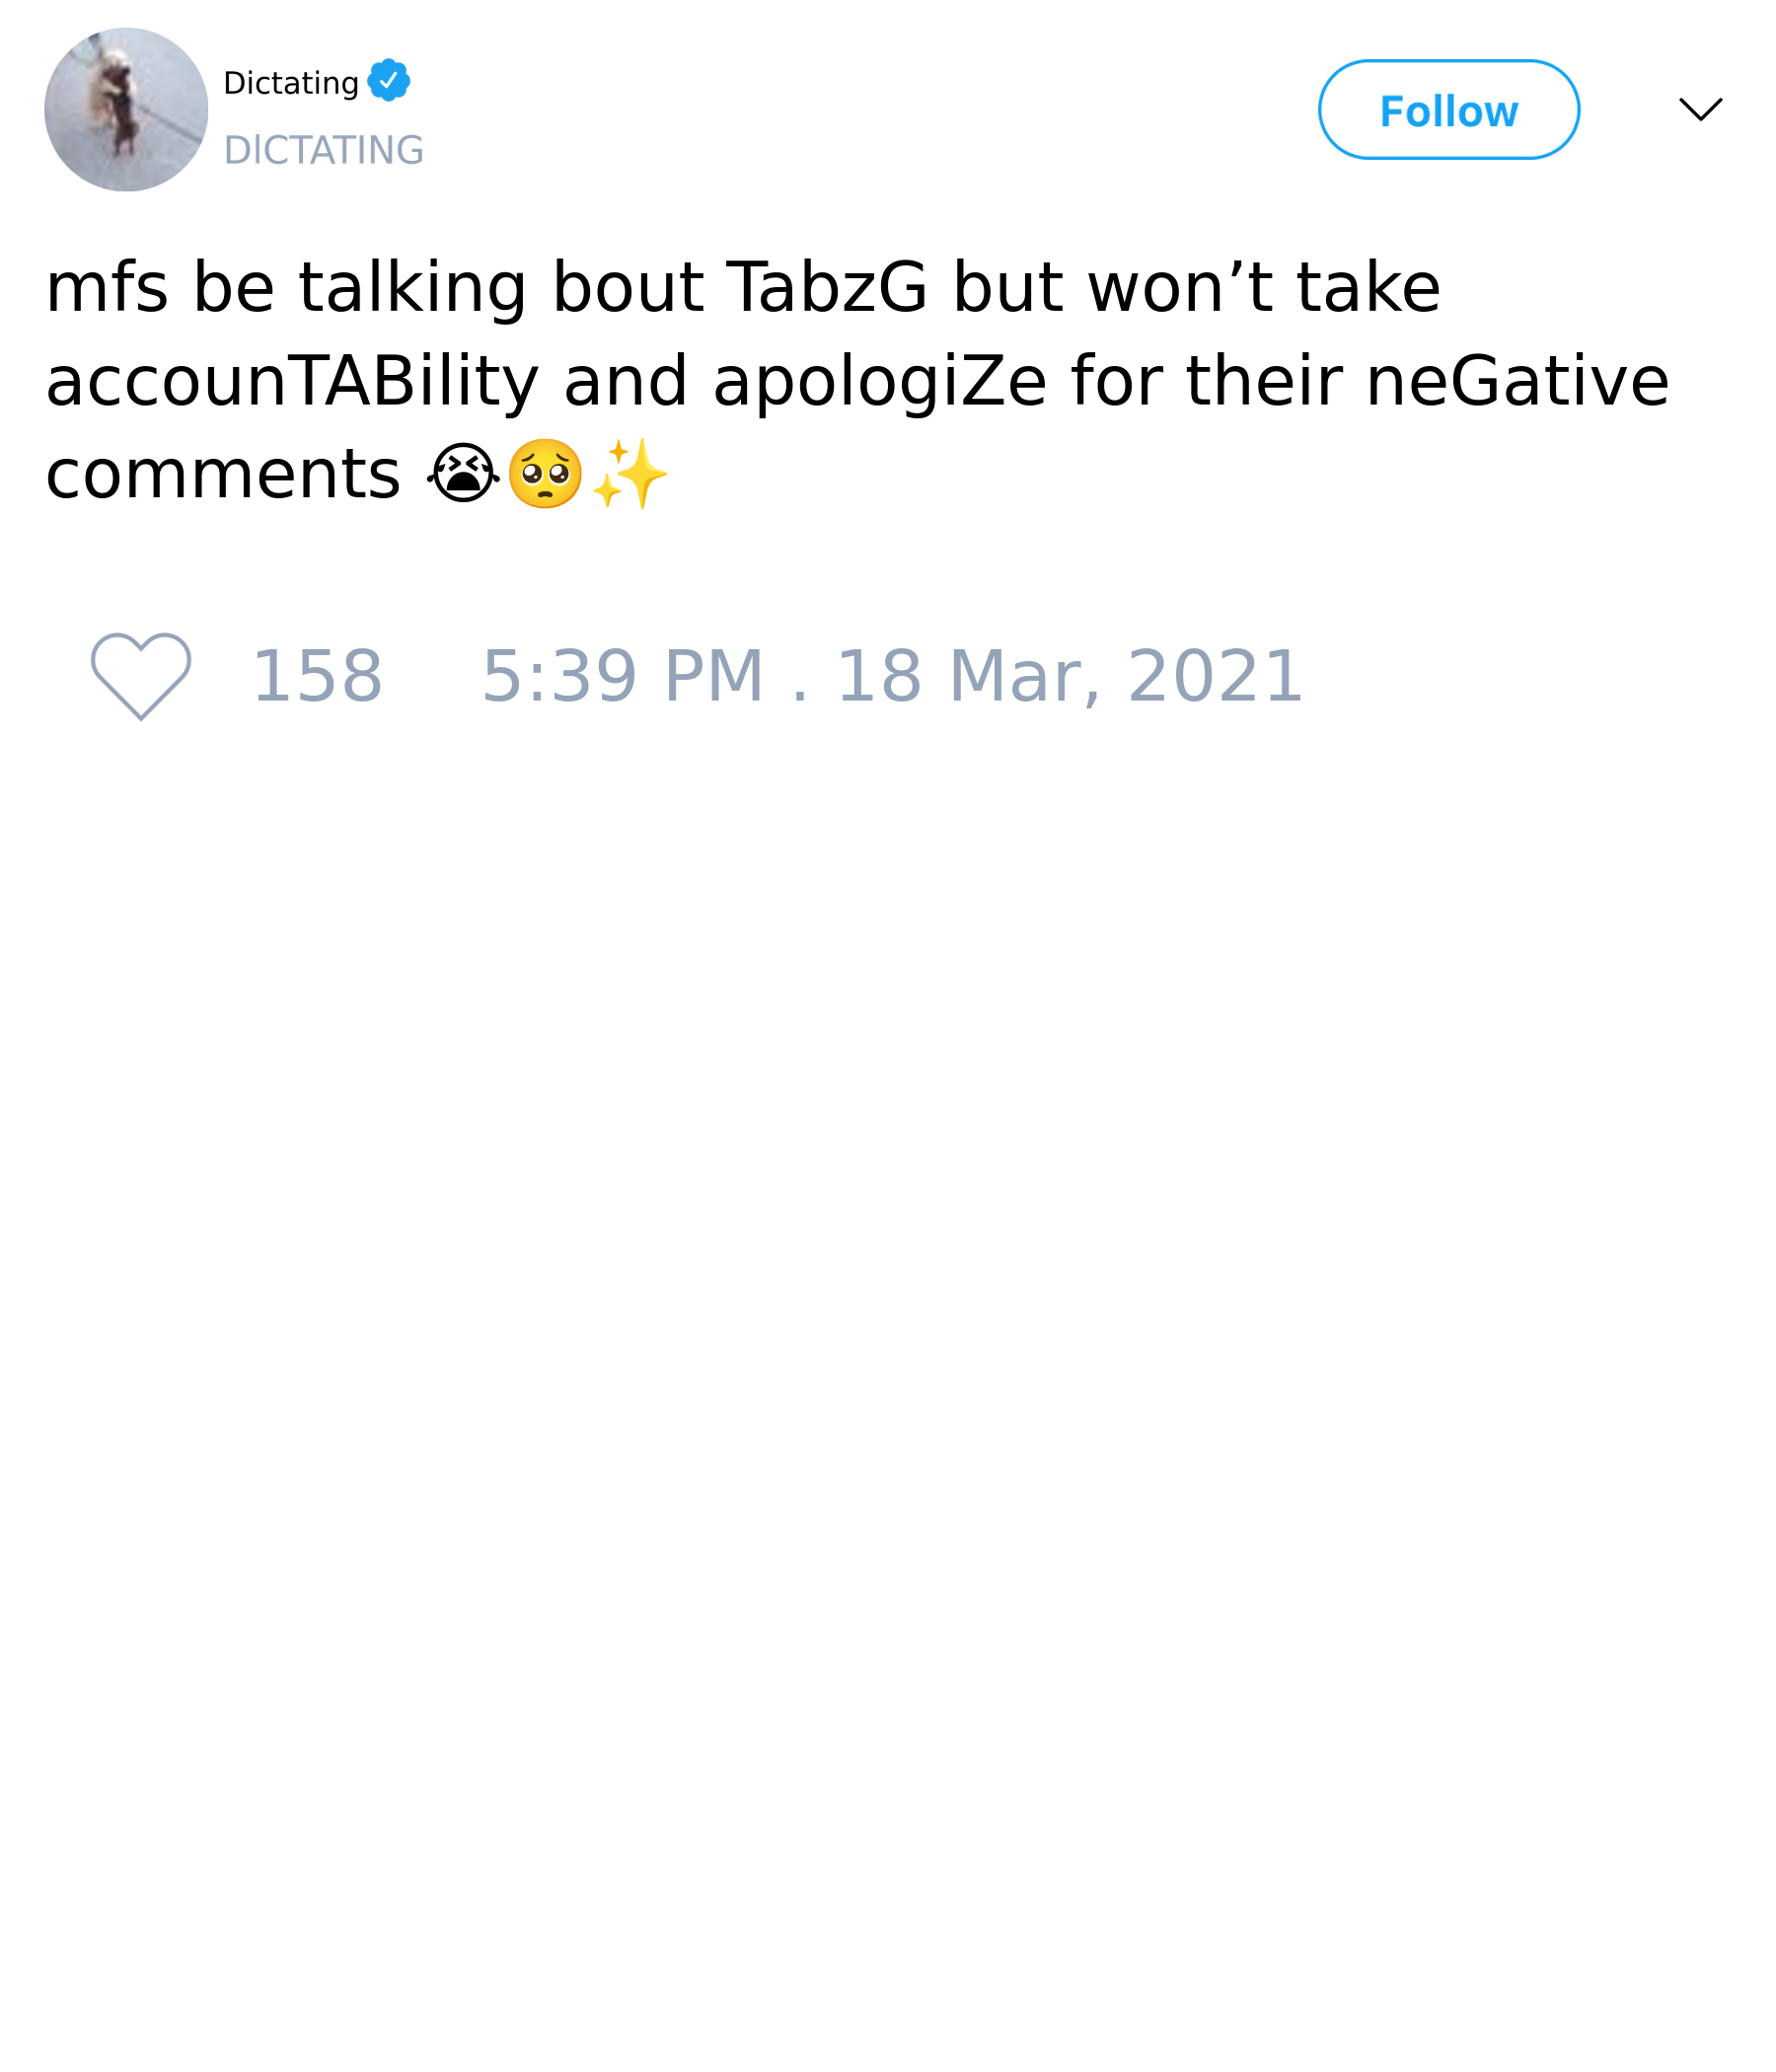 Dictating
DlCTATING
Follow
mfs be talking bout TabzG but won’t take
accounTABility and apologiZe for their neGative
comments 😭🥺✨
158 5:39 PM . 18 Mar, 2021